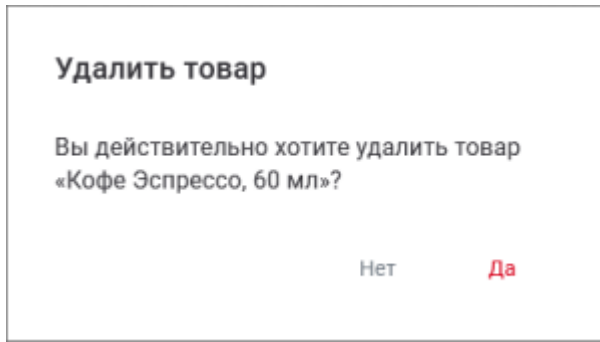 Удалить товар
Вы действительно хотите удалить товар
«Кофе Эспрессо, 60 мл»?
Нет Да